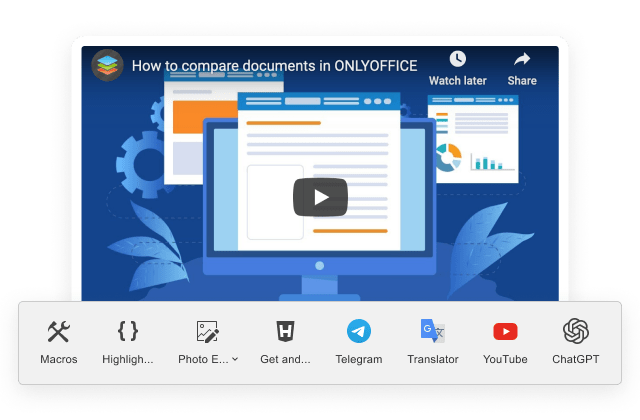 How to compare documents in ONLYOFFICE
Watch later
Share
Macros
Highligh...
Photo E...
Get and...
Telegram
Translator
YouTube
ChatGPT